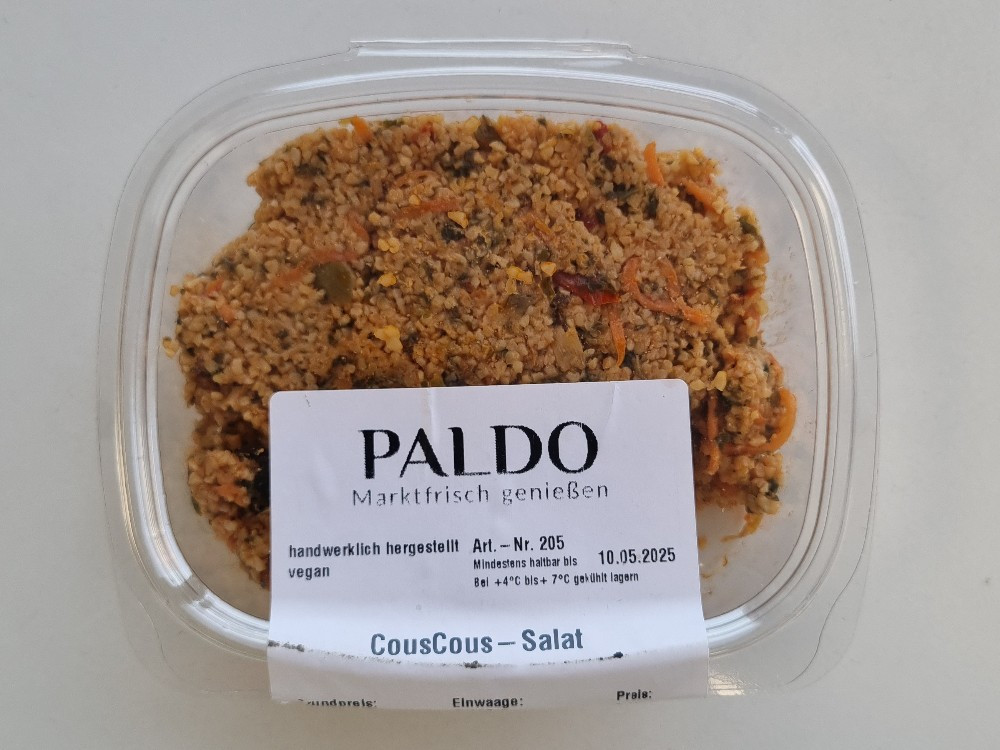 PALDO
Marktfrisch genießen
handwerklich hergestellt
vegan
Art. – Nr. 205
Mindestens haltbar bis 10.05.2025
Bei +4°C bis+ 7°C gekühlt lagern
CousCous – Salat
Grundpreis: Einwaage: Preis: